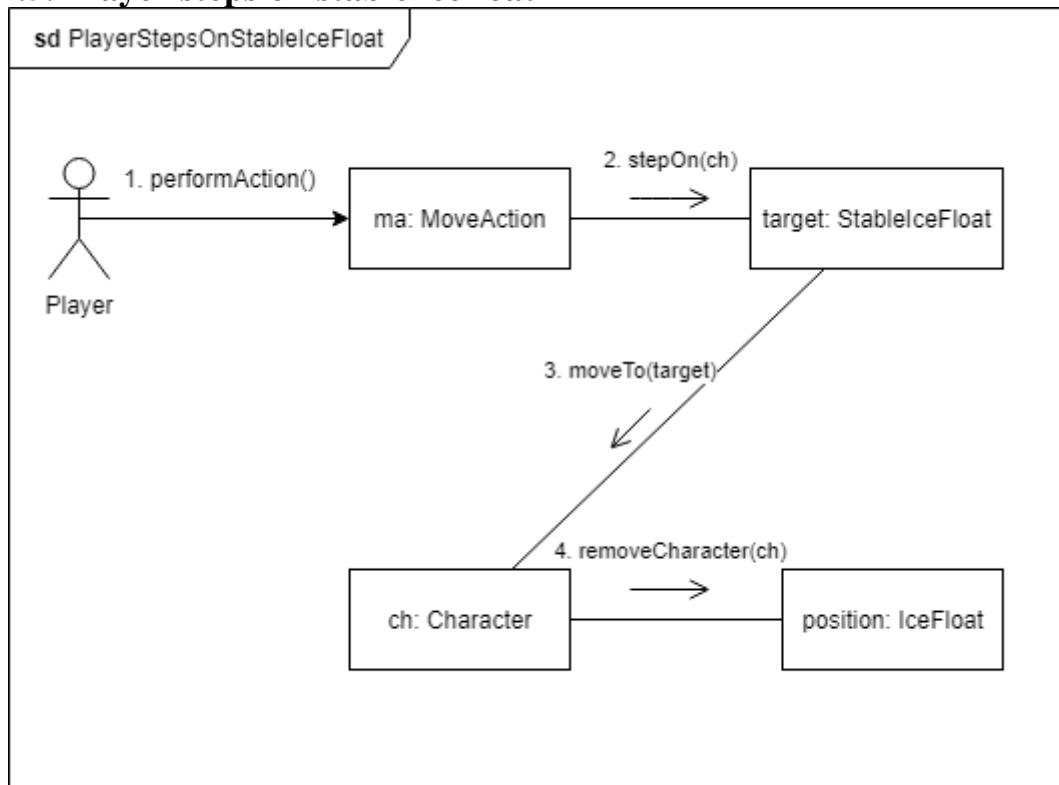 sd PlayerStepsOnStableIceFloat
1. performAction()
2. stepOn(ch)
ma: MoveAction
target: StableIceFloat
Player
3. moveTo(target)
4. removeCharacter(ch)
ch: Character
position: IceFloat